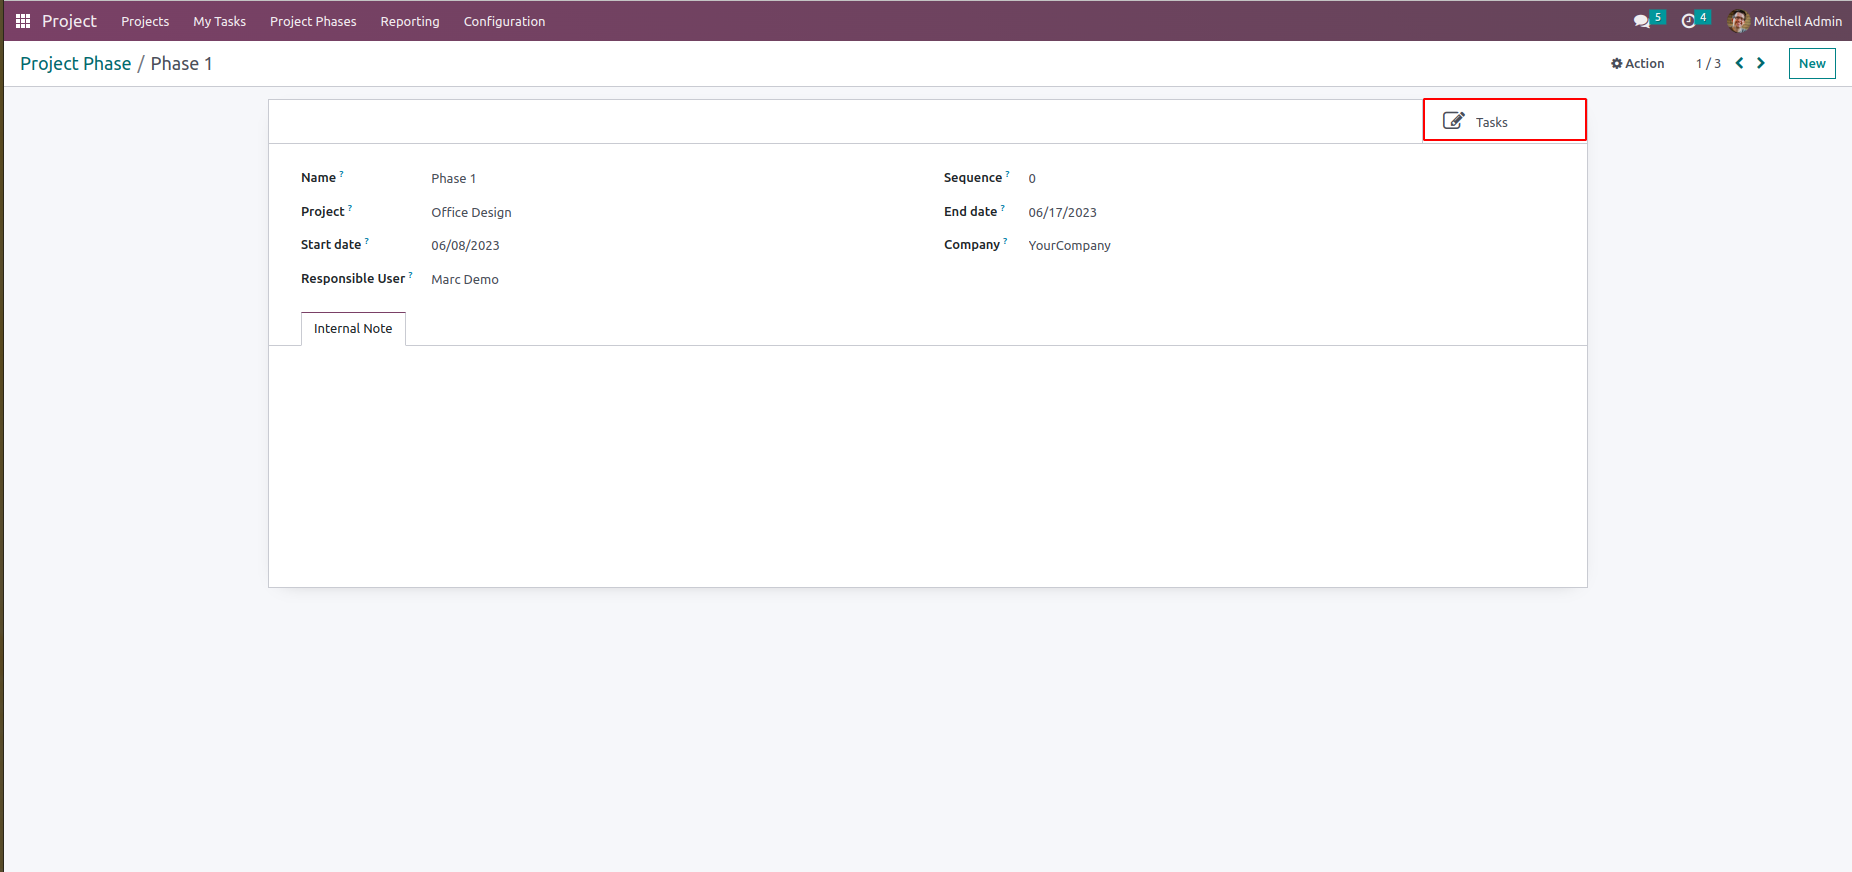 Project Projects My Tasks Project Phases Reporting Configuration 5 4 Mitchell Admin
Project Phase / Phase 1 Action 1 / 3 New
Tasks
Name ? Phase 1 Sequence ? 0
Project ? Office Design End date ? 06/17/2023
Start date ? 06/08/2023 Company ? YourCompany
Responsible User ? Marc Demo
Internal Note